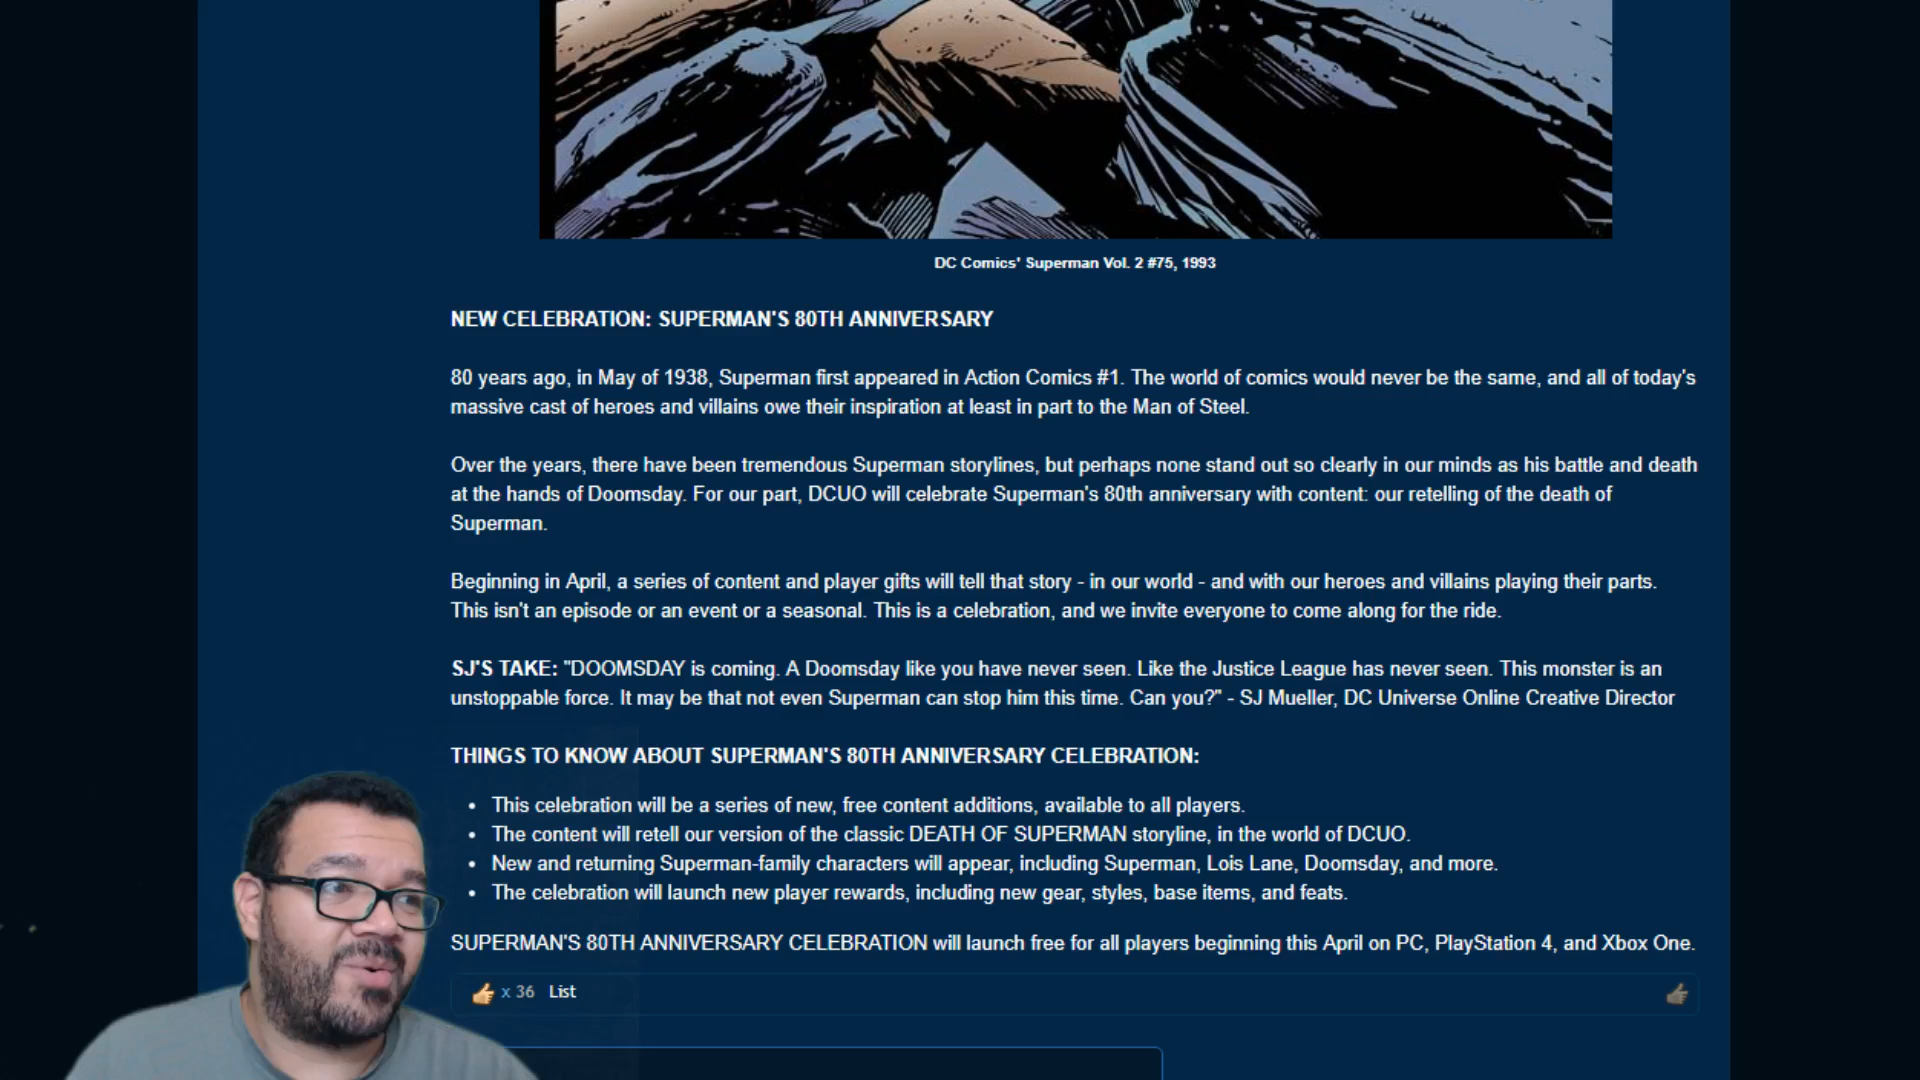 DC Comics' Superman Vol. 2 #75, 1993
NEW CELEBRATION: SUPERMAN'S 80TH ANNIVERSARY
80 years ago, in May of 1938, Superman first appeared in Action Comics #1. The world of comics would never be the same, and all of today's
massive cast of heroes and villains owe their inspiration at least in part to the Man of Steel.
Over the years, there have been tremendous Superman storylines, but perhaps none stand out so clearly in our minds as his battle and death
at the hands of Doomsday. For our part, DCUO will celebrate Superman's 80th anniversary with content: our retelling of the death of
Superman.
Beginning in April, a series of content and player gifts will tell that story - in our world - and with our heroes and villains playing their parts.
This isn't an episode or an event or a seasonal. This is a celebration, and we invite everyone to come along for the ride.
SJ'S TAKE: "DOOMSDAY is coming. A Doomsday like you have never seen. Like the Justice League has never seen. This monster is an
unstoppable force. It may be that not even Superman can stop him this time. Can you?" - SJ Mueller, DC Universe Online Creative Director
THINGS TO KNOW ABOUT SUPERMAN'S 80TH ANNIVERSARY CELEBRATION:
• This celebration will be a series of new, free content additions, available to all players.
• The content will retell our version of the classic DEATH OF SUPERMAN storyline, in the world of DCUO.
• New and returning Superman-family characters will appear, including Superman, Lois Lane, Doomsday, and more.
• The celebration will launch new player rewards, including new gear, styles, base items, and feats.
SUPERMAN'S 80TH ANNIVERSARY CELEBRATION will launch free for all players beginning this April on PC, PlayStation 4, and Xbox One.
x 36 List